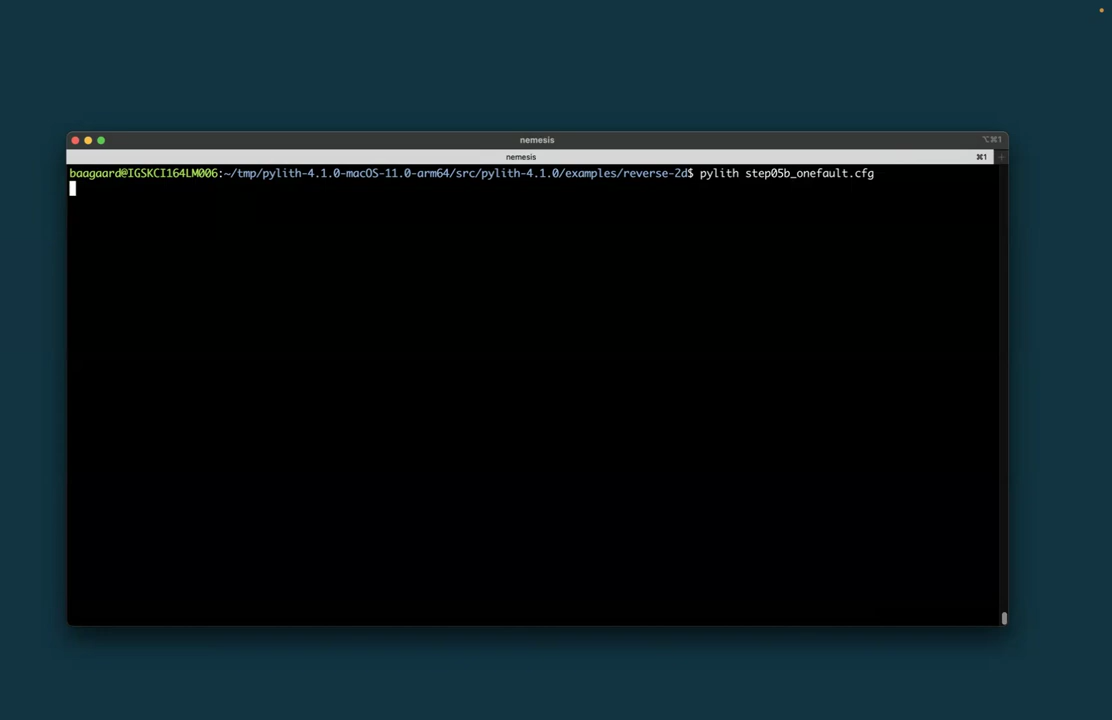 nemesis
⌥⌘1
nemesis
⌘1
+
baagaard@IGSKCI164LM006:~/tmp/pylith-4.1.0-macOS-11.0-arm64/src/pylith-4.1.0/examples/reverse-2d$ pylith step05b_onefault.cfg